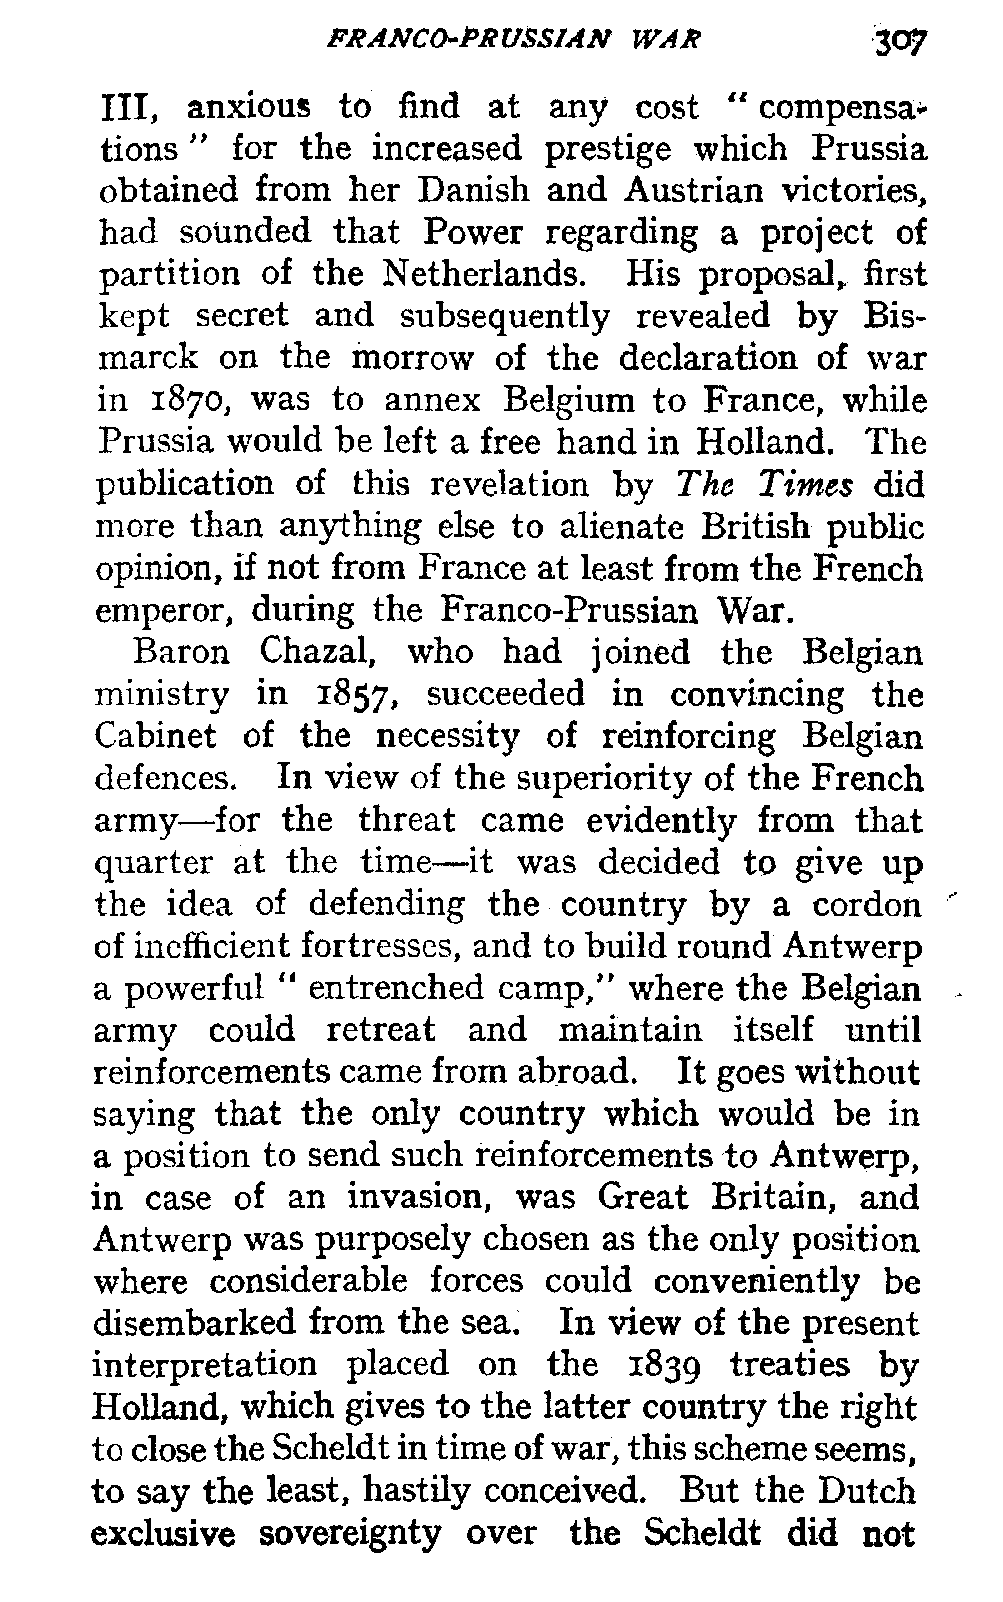 FRANCO-PRUSSIAN WAR 307
III, anxious to find at any cost “ compensa-
tions ” for the increased prestige which Prussia
obtained from her Danish and Austrian victories,
had sounded that Power regarding a project of
partition of the Netherlands. His proposal, first
kept secret and subsequently revealed by Bis-
marck on the morrow of the declaration of war
in 1870, was to annex Belgium to France, while
Prussia would be left a free hand in Holland. The
publication of this revelation by The Times did
more than anything else to alienate British public
opinion, if not from France at least from the French
emperor, during the Franco-Prussian War.
Baron Chazal, who had joined the Belgian
ministry in 1857, succeeded in convincing the
Cabinet of the necessity of reinforcing Belgian
defences. In view of the superiority of the French
army—for the threat came evidently from that
quarter at the time—it was decided to give up
the idea of defending the country by a cordon
of inefficient fortresses, and to build round Antwerp
a powerful “ entrenched camp,” where the Belgian
army could retreat and maintain itself until
reinforcements came from abroad. It goes without
saying that the only country which would be in
a position to send such reinforcements to Antwerp,
in case of an invasion, was Great Britain, and
Antwerp was purposely chosen as the only position
where considerable forces could conveniently be
disembarked from the sea. In view of the present
interpretation placed on the 1839 treaties by
Holland, which gives to the latter country the right
to close the Scheldt in time of war, this scheme seems,
to say the least, hastily conceived. But the Dutch
exclusive sovereignty over the Scheldt did not